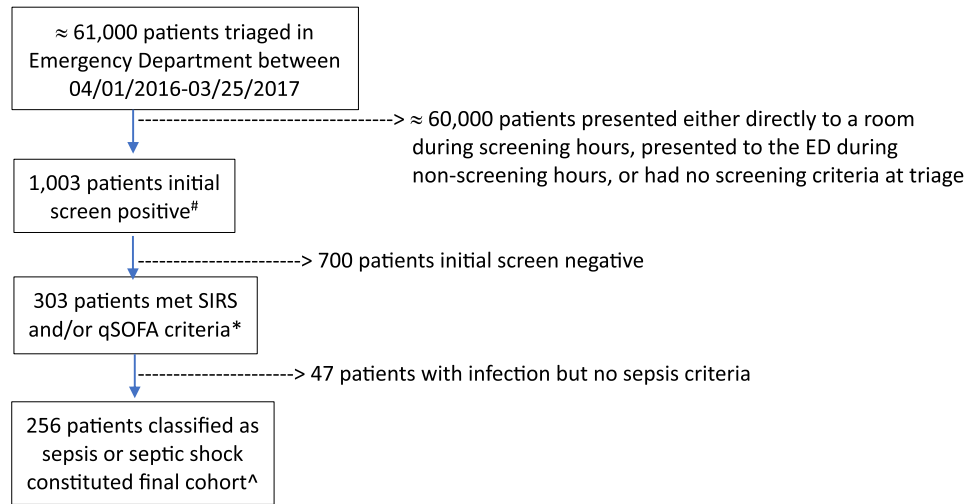 ≈ 61,000 patients triaged in
Emergency Department between
04/01/2016-03/25/2017
≈ 60,000 patients presented either directly to a room
during screening hours, presented to the ED during
non-screening hours, or had no screening criteria at triage
1,003 patients initial
screen positive#
700 patients initial screen negative
303 patients met SIRS
and/or qSOFA criteria*
47 patients with infection but no sepsis criteria
256 patients classified as
sepsis or septic shock
constituted final cohort^